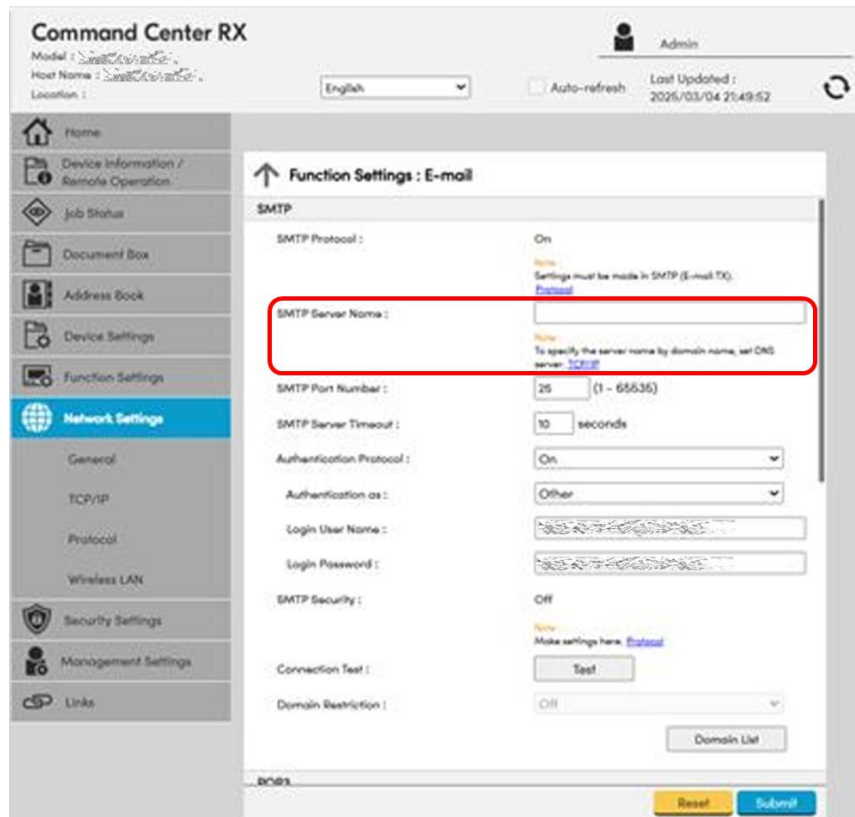 Command Center RX
Model :
Host Name :
Location :
Admin
English
Auto-refresh
Last Updated :
2025/03/04 21:49:52
Home
Device Information /
Remote Operation
Job Status
Document Box
Address Book
Device Settings
Function Settings
Network Settings
General
TCP/IP
Protocol
Wireless LAN
Security Settings
Management Settings
Links
Function Settings : E-mail
SMTP
SMTP Protocol :
On
Note :
Settings must be made in SMTP (E-mail TX).
Protocol
SMTP Server Name :
Note :
To specify the server name by domain name, set DNS
server. TCP/IP
SMTP Port Number :
25 (1 - 65535)
SMTP Server Timeout :
10 seconds
Authentication Protocol :
On
Authentication as :
Other
Login User Name :
Login Password :
SMTP Security :
Off
Note :
Make settings here. Protocol
Connection Test :
Test
Domain Restriction :
Off
Domain List
POP3
Reset
Submit